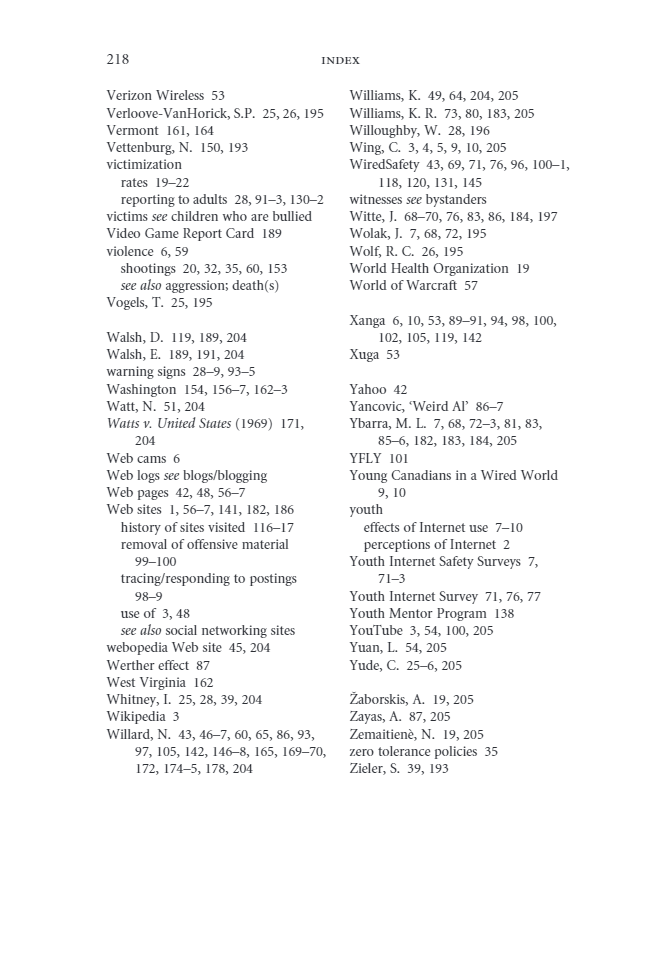 218
INDEX
Verizon Wireless 53
Verloove-VanHorick, S.P. 25, 26, 195
Vermont 161, 164
Vettenburg, N. 150, 193
victimization
rates 19–22
reporting to adults 28, 91–3, 130–2
victims see children who are bullied
Video Game Report Card 189
violence 6, 59
shootings 20, 32, 35, 60, 153
see also aggression; death(s)
Vogels, T. 25, 195
Walsh, D. 119, 189, 204
Walsh, E. 189, 191, 204
warning signs 28–9, 93–5
Washington 154, 156–7, 162–3
Watt, N. 51, 204
Watts v. United States (1969) 171,
204
Web cams 6
Web logs see blogs/blogging
Web pages 42, 48, 56–7
Web sites 1, 56–7, 141, 182, 186
history of sites visited 116–17
removal of offensive material
99–100
tracing/responding to postings
98–9
use of 3, 48
see also social networking sites
webopedia Web site 45, 204
Werther effect 87
West Virginia 162
Whitney, I. 25, 28, 39, 204
Wikipedia 3
Willard, N. 43, 46–7, 60, 65, 86, 93,
97, 105, 142, 146–8, 165, 169–70,
172, 174–5, 178, 204
Williams, K. 49, 64, 204, 205
Williams, K. R. 73, 80, 183, 205
Willoughby, W. 28, 196
Wing, C. 3, 4, 5, 9, 10, 205
WiredSafety 43, 69, 71, 76, 96, 100–1,
118, 120, 131, 145
witnesses see bystanders
Witte, J. 68–70, 76, 83, 86, 184, 197
Wolak, J. 7, 68, 72, 195
Wolf, R. C. 26, 195
World Health Organization 19
World of Warcraft 57
Xanga 6, 10, 53, 89–91, 94, 98, 100,
102, 105, 119, 142
Xuga 53
Yahoo 42
Yancovic, ‘Weird Al’ 86–7
Ybarra, M. L. 7, 68, 72–3, 81, 83,
85–6, 182, 183, 184, 205
YFLY 101
Young Canadians in a Wired World
9, 10
youth
effects of Internet use 7–10
perceptions of Internet 2
Youth Internet Safety Surveys 7,
71–3
Youth Internet Survey 71, 76, 77
Youth Mentor Program 138
YouTube 3, 54, 100, 205
Yuan, L. 54, 205
Yude, C. 25–6, 205
Žaborskis, A. 19, 205
Zayas, A. 87, 205
Zemaitienè, N. 19, 205
zero tolerance policies 35
Zieler, S. 39, 193